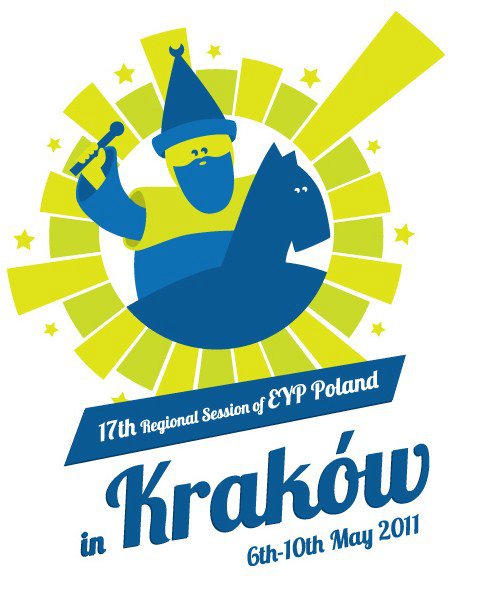 17th Regional Session of EYP Poland
in Kraków
6th-10th May 2011